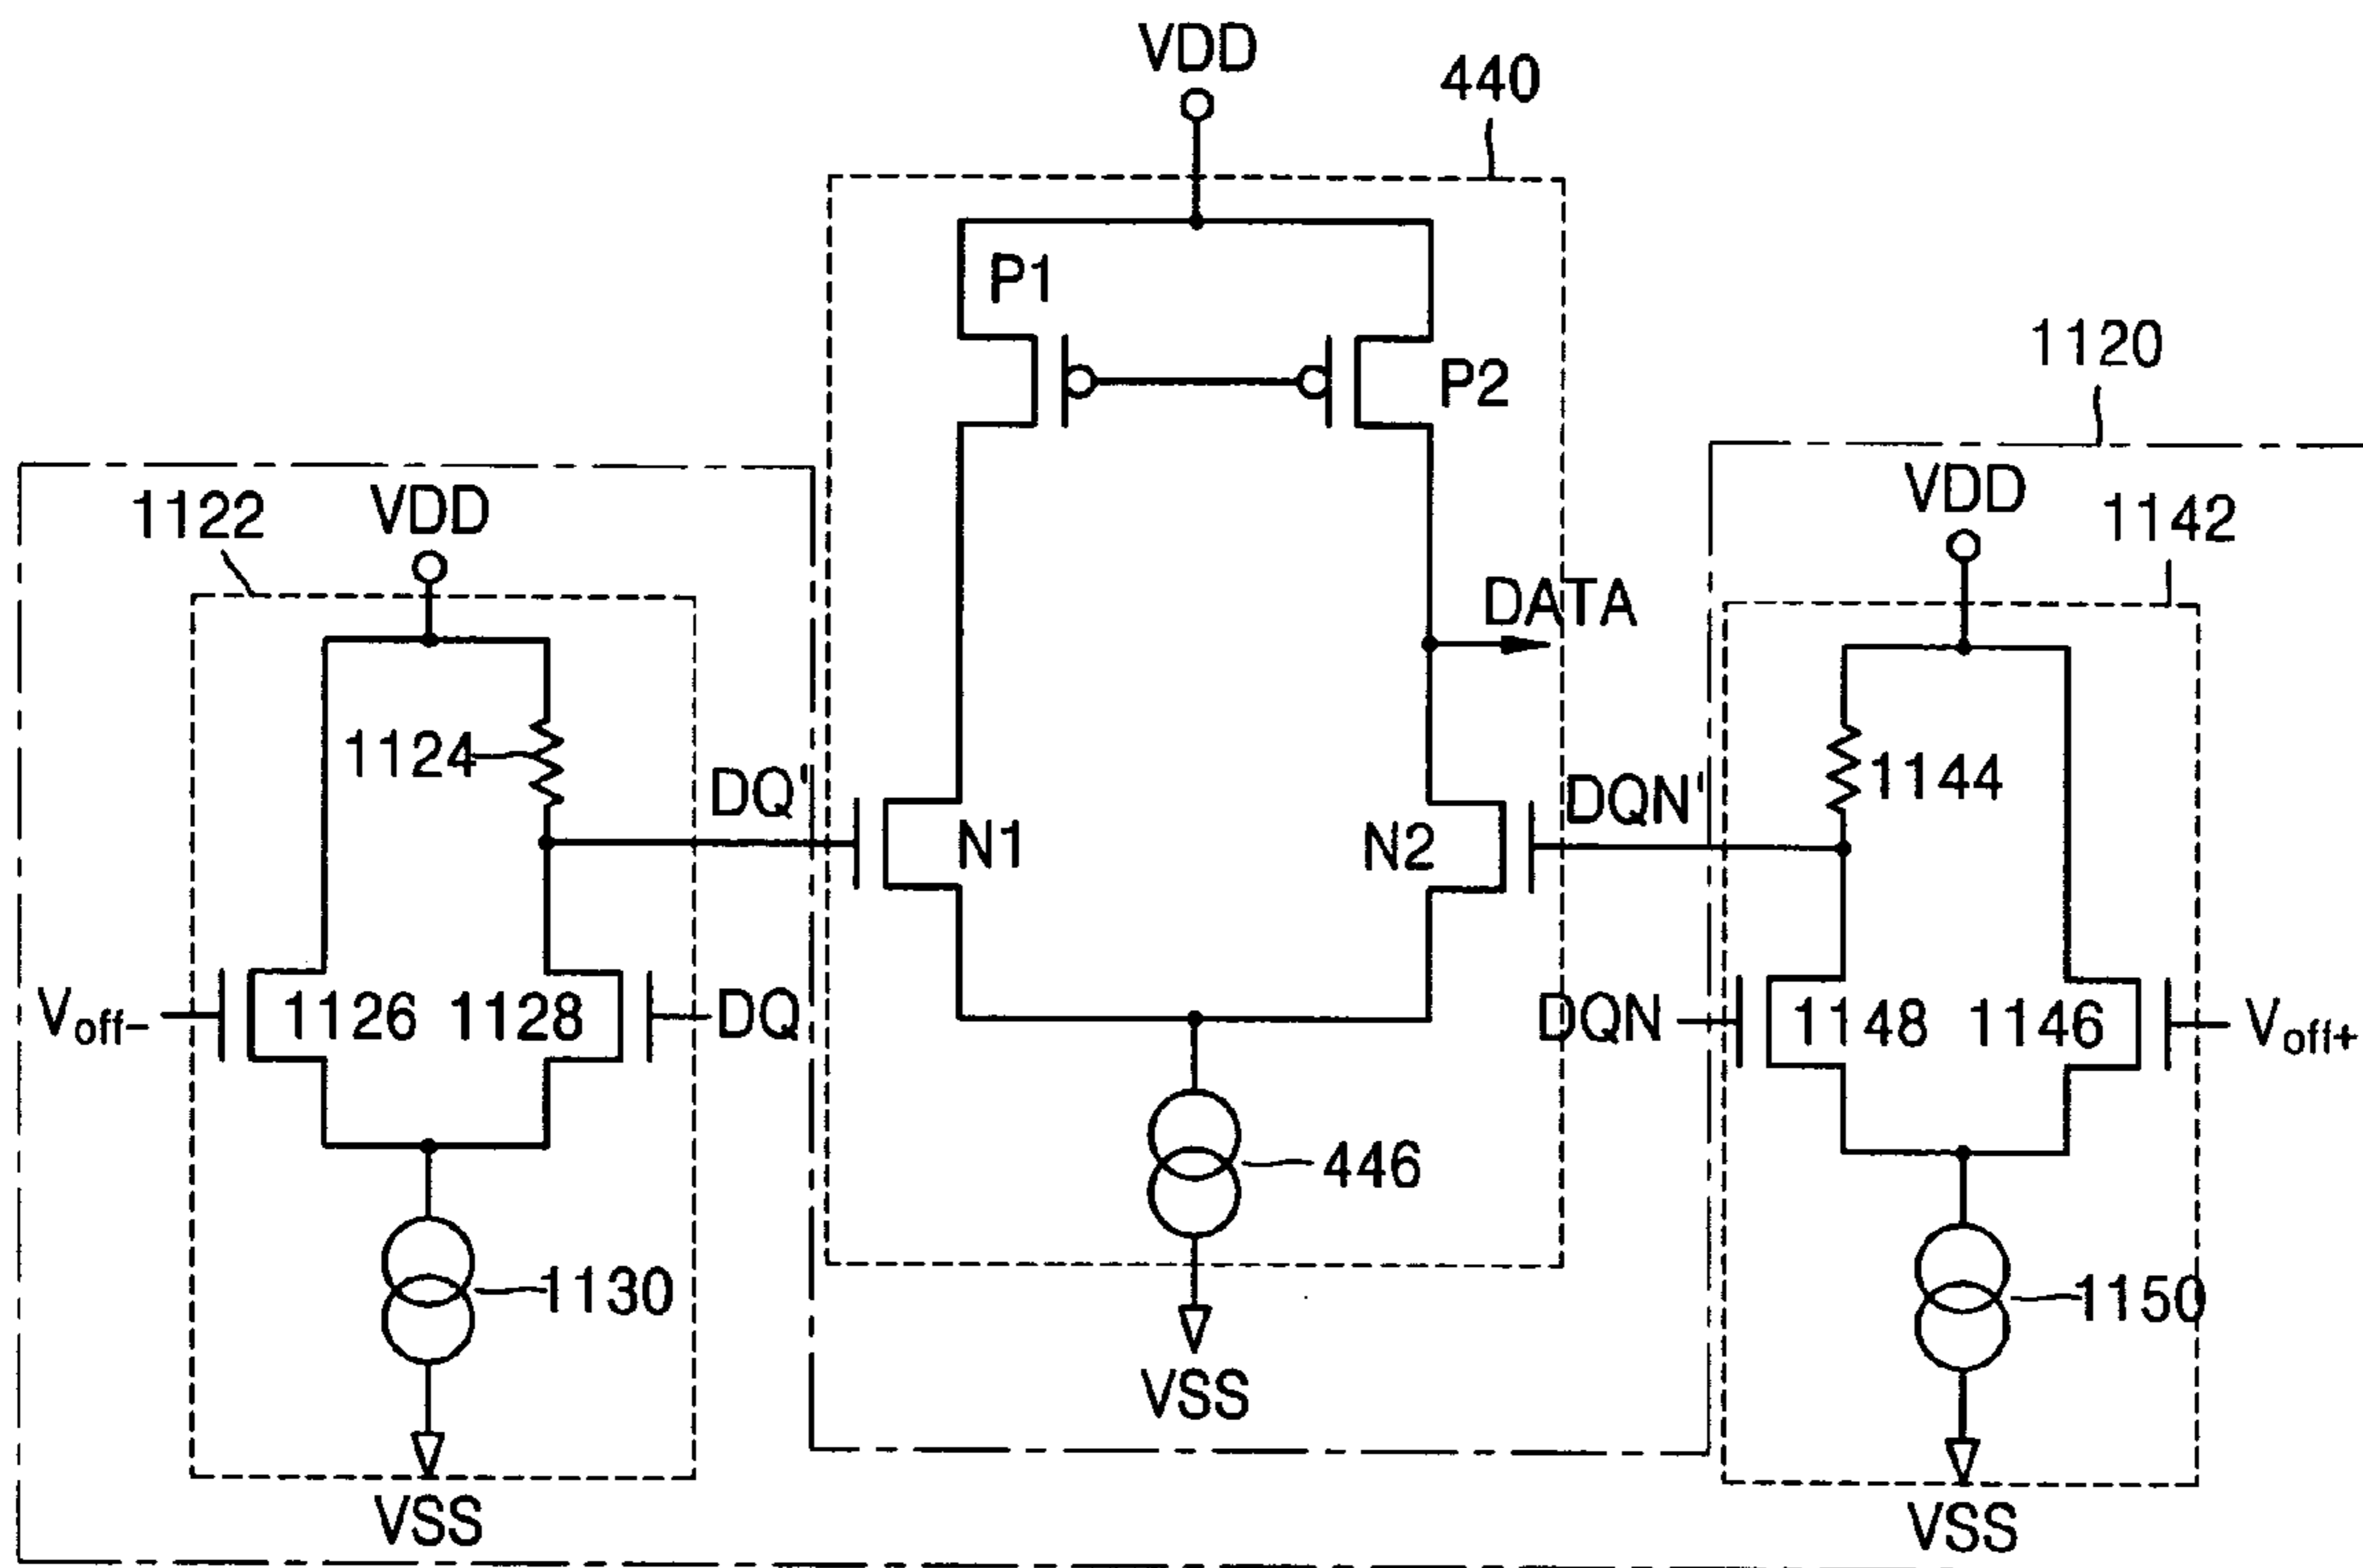 VDD
440
P1
1120
P2
VDD
1142
1122
VDD
DATA
1124
DQ'
DQN'
1144
N1
N2
Voff-
1126
1128
DQ
DQN
1148
1146
Voff+
446
1130
1150
VSS
VSS
VSS